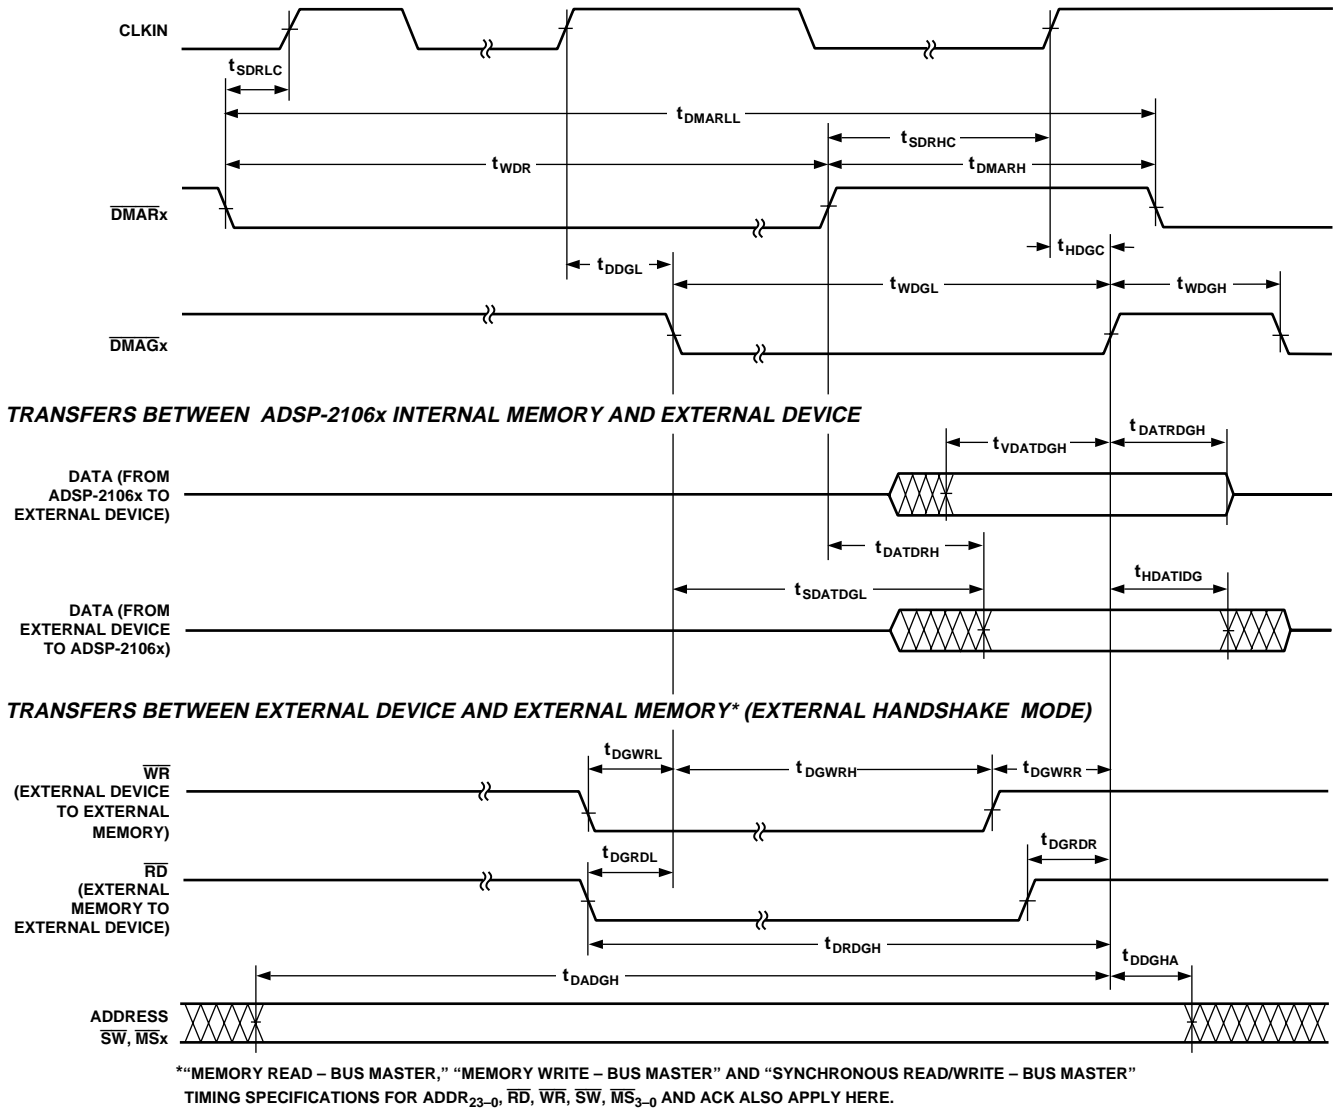 CLKIN
tSDRLC
tDMARLL
tSDRHC
tWDR
tDMARH
DMARx
tHDGC
tDDGL
tWDGL
tWDGH
DMAGx
TRANSFERS BETWEEN ADSP-2106x INTERNAL MEMORY AND EXTERNAL DEVICE
tVDATDGH
tDATRDGH
DATA (FROM
ADSP-2106x TO
EXTERNAL DEVICE)
tDATDRH
tHDATIDG
tSDATDGL
DATA (FROM
EXTERNAL DEVICE
TO ADSP-2106x)
TRANSFERS BETWEEN EXTERNAL DEVICE AND EXTERNAL MEMORY* (EXTERNAL HANDSHAKE MODE)
tDGWRL
tDGWRH
tDGWRR
WR
(EXTERNAL DEVICE
TO EXTERNAL
MEMORY)
tDGRDR
tDGRDL
RD
(EXTERNAL
MEMORY TO
EXTERNAL DEVICE)
tDRDGH
tDADGH
tDDGHA
ADDRESS
SW, MSx
*“MEMORY READ – BUS MASTER,” “MEMORY WRITE – BUS MASTER” AND “SYNCHRONOUS READ/WRITE – BUS MASTER”
TIMING SPECIFICATIONS FOR ADDR23–0, RD, WR, SW, MS3–0 AND ACK ALSO APPLY HERE.